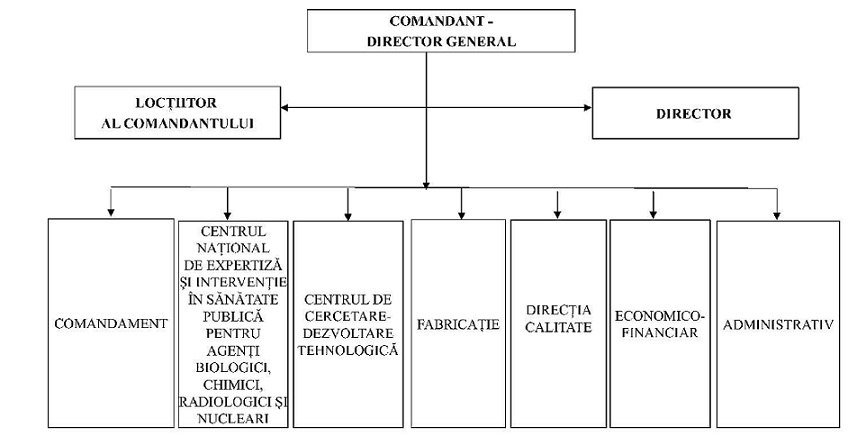 COMANDANT -
DIRECTOR GENERAL
LOCȚIITOR
AL COMANDANTULUI
DIRECTOR
COMANDAMENT
CENTRUL
NAȚIONAL
DE EXPERTIZĂ
ȘI INTERVENȚIE
ÎN SĂNĂTATE
PUBLICĂ
PENTRU
AGENȚI
BIOLOGICI,
CHIMICI,
RADIOLOGICI ȘI
NUCLEARI
CENTRUL DE
CERCETARE-
DEZVOLTARE
TEHNOLOGICĂ
FABRICAȚIE
DIRECȚIA
CALITATE
ECONOMICO-
FINANCIAR
ADMINISTRATIV